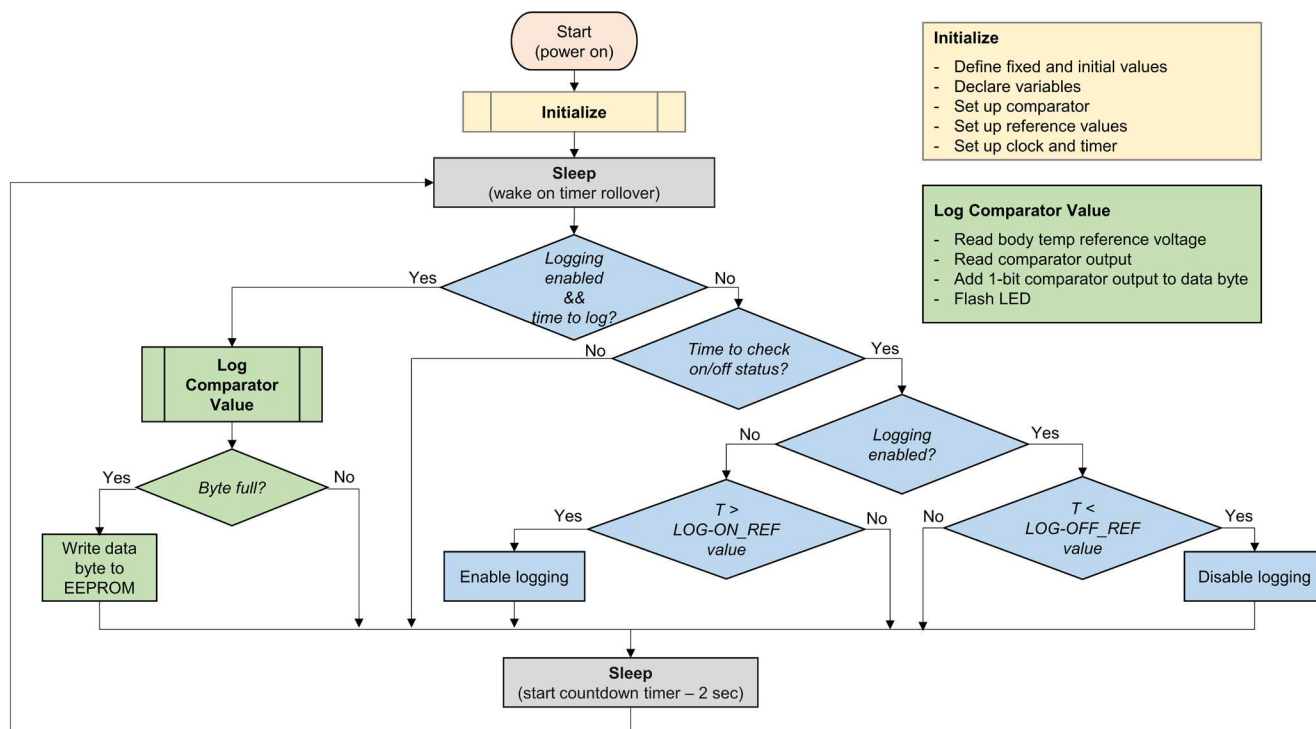 Start
(power on)
Initialize
Sleep
(wake on timer rollover)
Initialize
- Define fixed and initial values
- Declare variables
- Set up comparator
- Set up reference values
- Set up clock and timer
Log Comparator Value
- Read body temp reference voltage
- Read comparator output
- Add 1-bit comparator output to data byte
- Flash LED
Yes
Logging
enabled
&&
time to log?
No
Log
Comparator
Value
No
Time to check
on/off status?
Yes
No
Logging
enabled?
Yes
Yes
Byte full?
No
Yes
T >
LOG-ON_REF
value
No
No
T <
LOG-OFF_REF
value
Yes
Write data
byte to
EEPROM
Enable logging
Disable logging
Sleep
(start countdown timer – 2 sec)